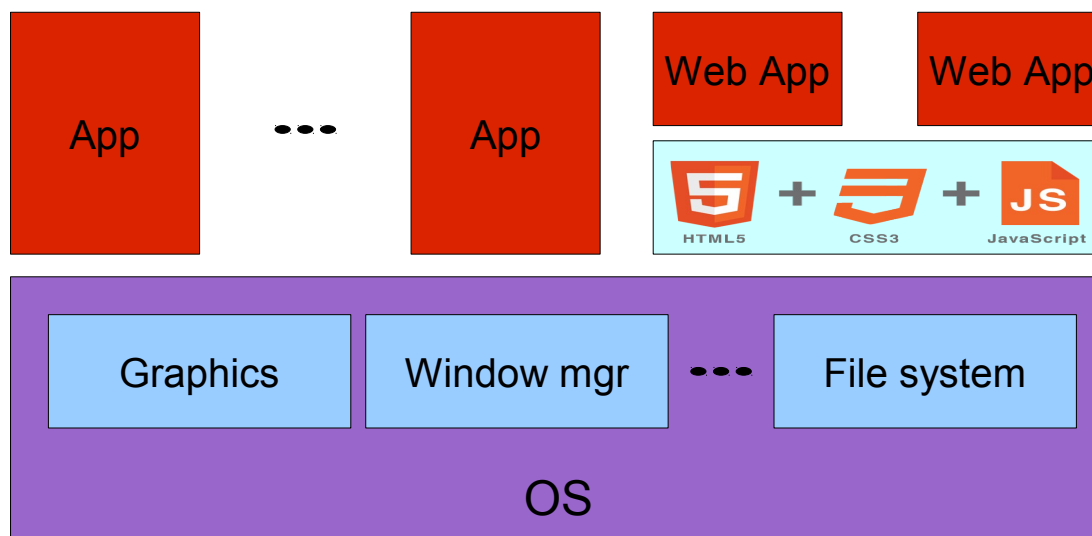 App
App
Web App
Web App
5
+
+
JS
HTML5
CSS3
JavaScript
Graphics
Window mgr
File system
OS